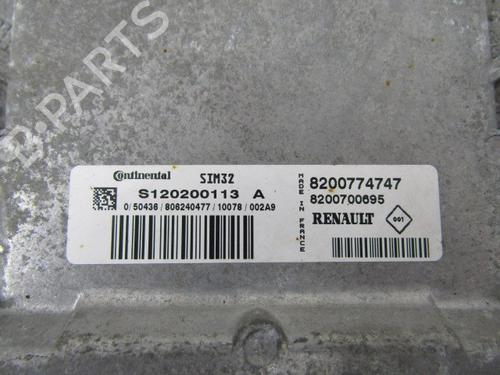 B-PARTS
Continental SIM32
S120200113 A
0/50436/806240477/10078/002A9
MADE IN FRANCE
8200774747
8200700695
RENAULT
001